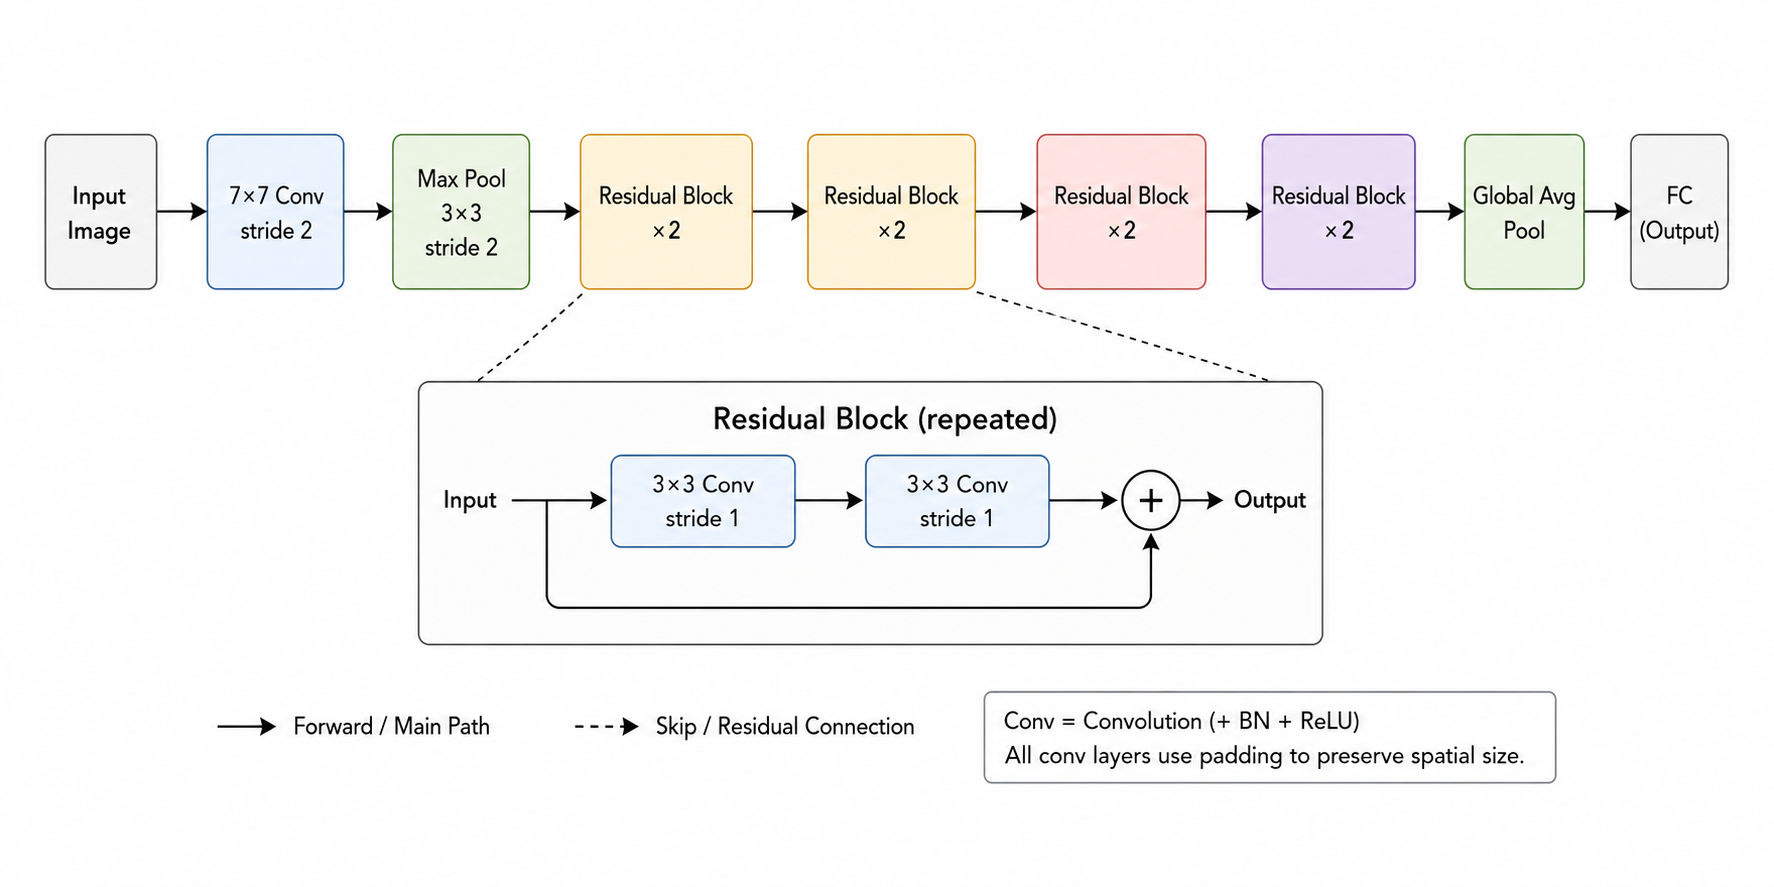 Input
Image
7×7 Conv
stride 2
Max Pool
3×3
stride 2
Residual Block
×2
Residual Block
×2
Residual Block
×2
Residual Block
×2
Global Avg
Pool
FC
(Output)
Residual Block (repeated)
Input
3×3 Conv
stride 1
3×3 Conv
stride 1
+
Output
Forward / Main Path
Skip / Residual Connection
Conv = Convolution (+ BN + ReLU)
All conv layers use padding to preserve spatial size.